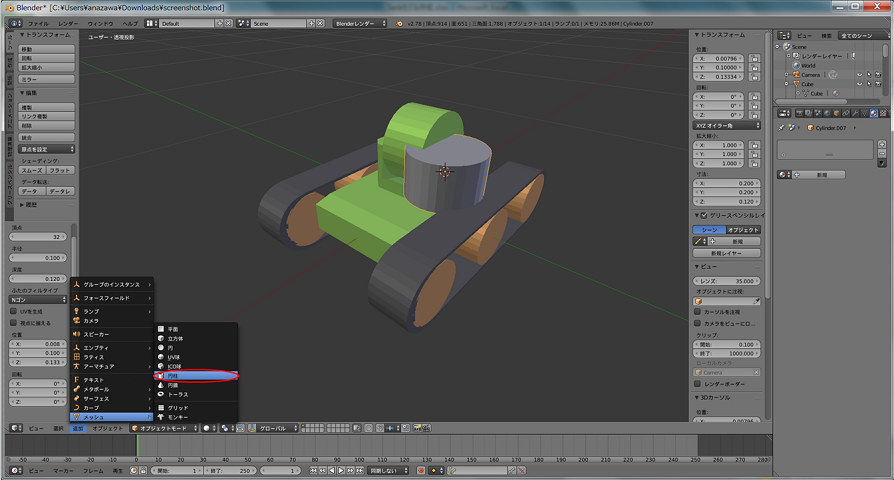 Blender* [C:¥Users¥anazawa¥Downloads¥screenshot.blend]
ファイル レンダー ウィンドウ ヘルプ Default Scene Blenderレンダー v2.78 | 頂点:914 | 面:651 | 三角面:1,788 | オブジェクト:1/14 | ランプ:0/1 | メモリ:25.86M | Cylinder.007
▼トランスフォーム
移動
回転
拡大縮小
ミラー
▼編集
複製
リンク複製
削除
統合
原点を設定
シェーディング:
スムーズ フラット
データ転送:
データ データレ
▶履歴
頂点
32
半径
0.100
深度
0.120
ふたのフィルタイプ
Nゴン
UVを生成
視点に揃える
位置
X: 0.008
Y: 0.100
Z: 0.133
回転
X: 0°
Y: 0°
Z: 0°
ユーザー・透視投影
グループのインスタンス
フォースフィールド
ランプ
カメラ
スピーカー
エンプティ
ラティス
アーマチュア
テキスト
メタボール
サーフェス
カーブ
メッシュ
平面
立方体
円
UV球
ICO球
円柱
円錐
トーラス
グリッド
モンキー
ビュー 選択 追加 オブジェクト オブジェクトモード グローバル
▼トランスフォーム
位置:
X: 0.00796
Y: 0.10000
Z: 0.13334
回転:
X: 0°
Y: 0°
Z: 0°
XYZ オイラー角
拡大縮小:
X: 1.000
Y: 1.000
Z: 1.000
寸法:
X: 0.200
Y: 0.200
Z: 0.120
▼グリースペンシルレイ
シーン オブジェクト
新規
新規レイヤー
▼ビュー
レンズ: 35.000
オブジェクトに注視:
カーソルを注視
カメラをビューにロ...
クリップ:
開始: 0.100
終了: 1000.000
ローカルカメラ:
Camera
レンダーボーダー
▼3Dカーソル
位置:
X: 0.00796
ビュー 検索 全てのシーン
Scene
レンダーレイヤー
World
Camera
Cube
Cube
Cylinder.007
新規
-50 -40 -30 -20 -10 0 10 20 30 40 50 60 70 80 90 100 110 120 130 140 150 160 170 180 190 200 210 220 230 240 250 260 270 280
ビュー マーカー フレーム 再生 開始: 1 終了: 250 1 同期しない